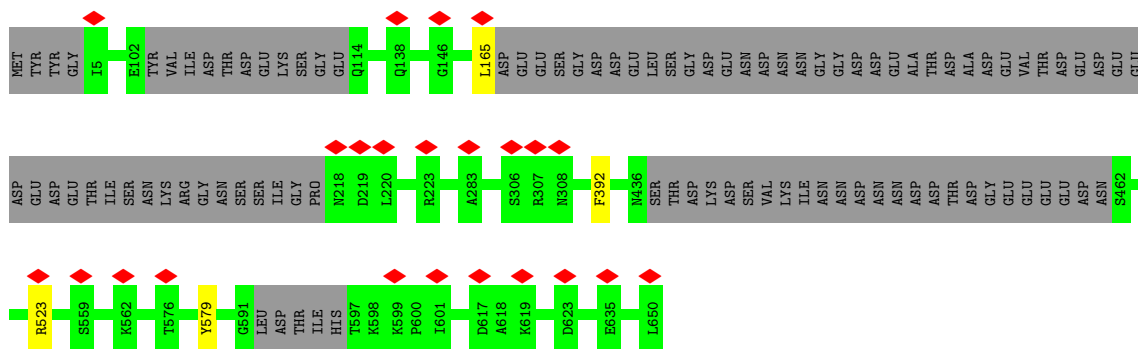 MET TYR TYR GLY I5 E102 TYR VAL ILE ASP THR ASP GLU LYS SER GLY GLU Q114 Q138 G146 L165 ASP GLU GLU SER GLY ASP ASP GLU LEU SER GLY ASP GLU ASN ASP ASN ASN GLY GLY ASP ASP GLU ALA THR ASP ALA ASP GLU VAL THR ASP GLU ASP GLU GLU
ASP GLU ASP GLU THR ILE SER ASN LYS ARG GLY ASN SER SER ILE GLY PRO N218 D219 L220 R223 A283 S306 R307 N308 F392 N436 SER THR ASP LYS ASP SER VAL LYS ILE ASN ASN ASP ASN ASN ASP ASP THR ASP GLY GLU GLU GLU GLU ASP ASN S462
R523 S559 K562 T576 Y579 G591 LEU ASP THR ILE HIS T597 K598 K599 P600 I601 D617 A618 K619 D623 E635 L650